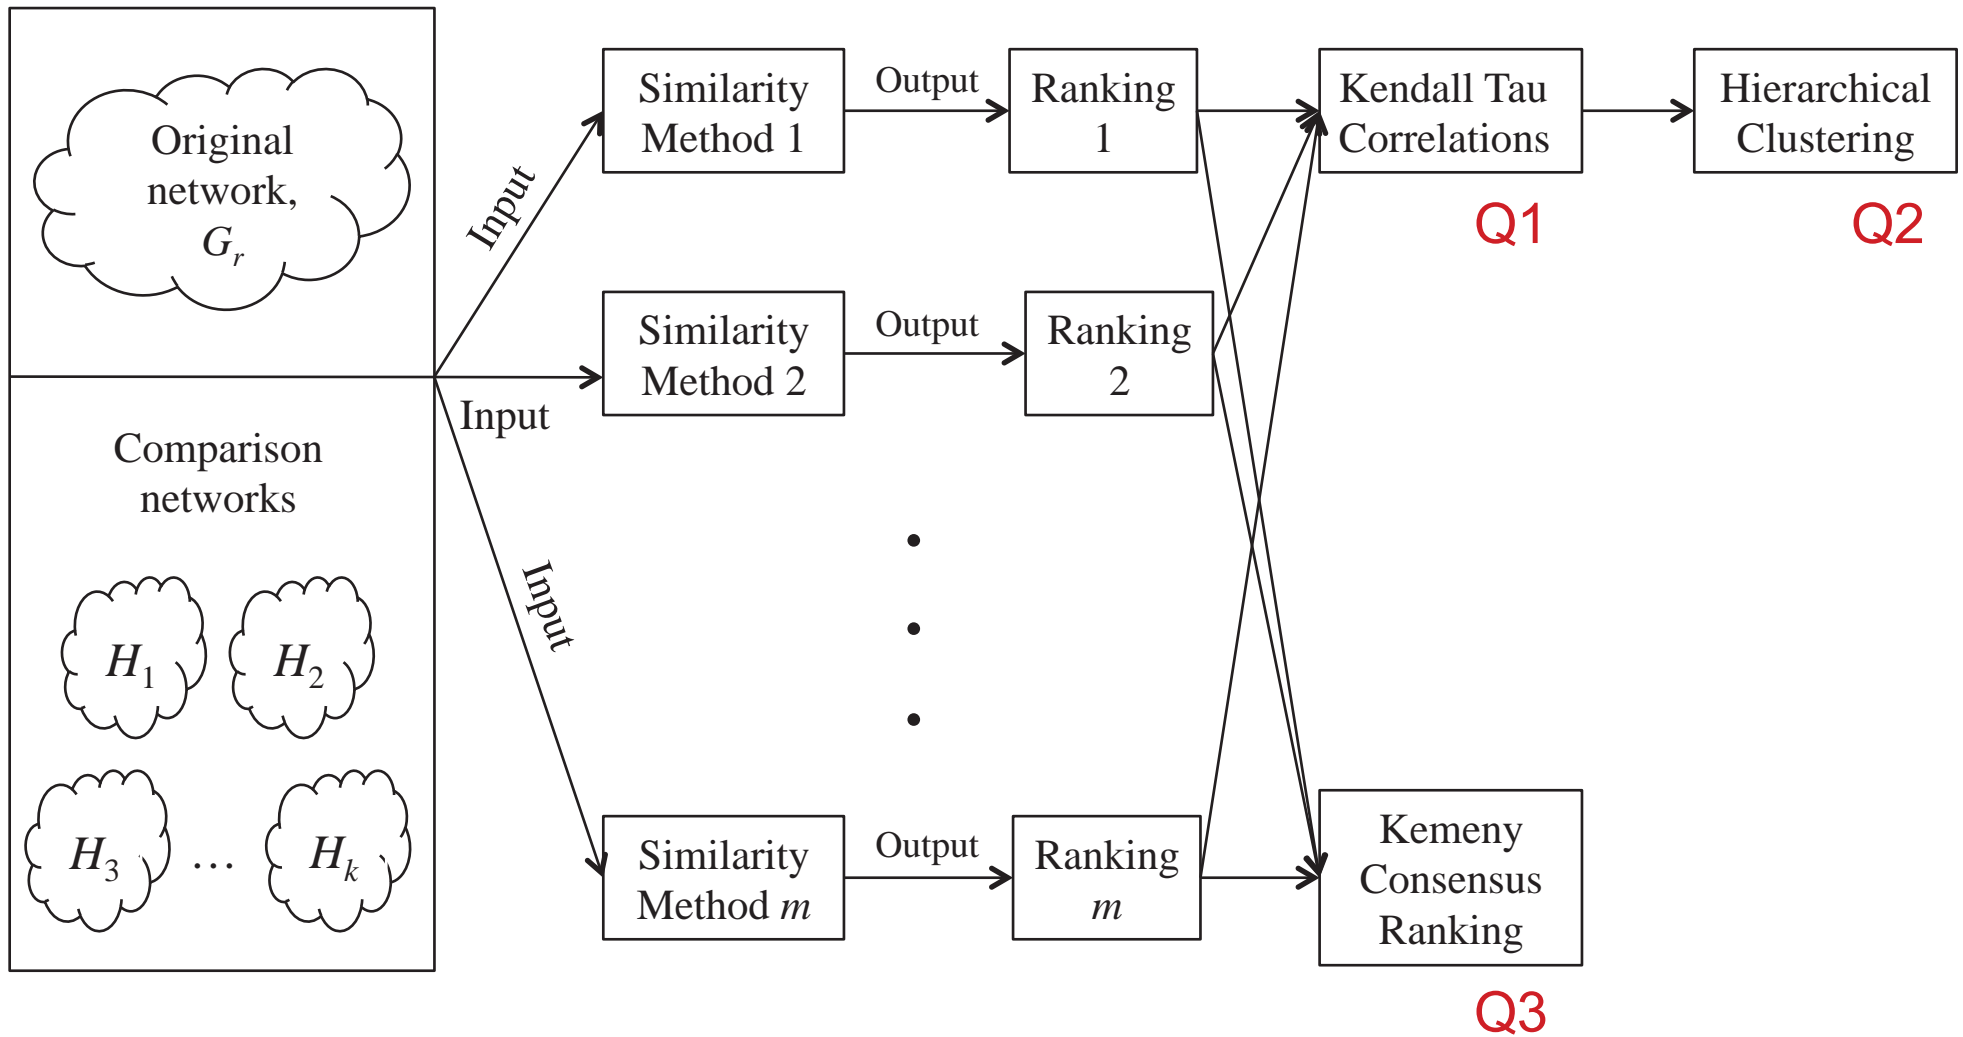 Original
network,
G_r
Comparison
networks
H_1
H_2
H_3
…
H_k
Input
Input
Input
Similarity
Method 1
Output
Ranking
1
Kendall Tau
Correlations
Q1
Hierarchical
Clustering
Q2
Similarity
Method 2
Output
Ranking
2
Similarity
Method m
Output
Ranking
m
Kemeny
Consensus
Ranking
Q3